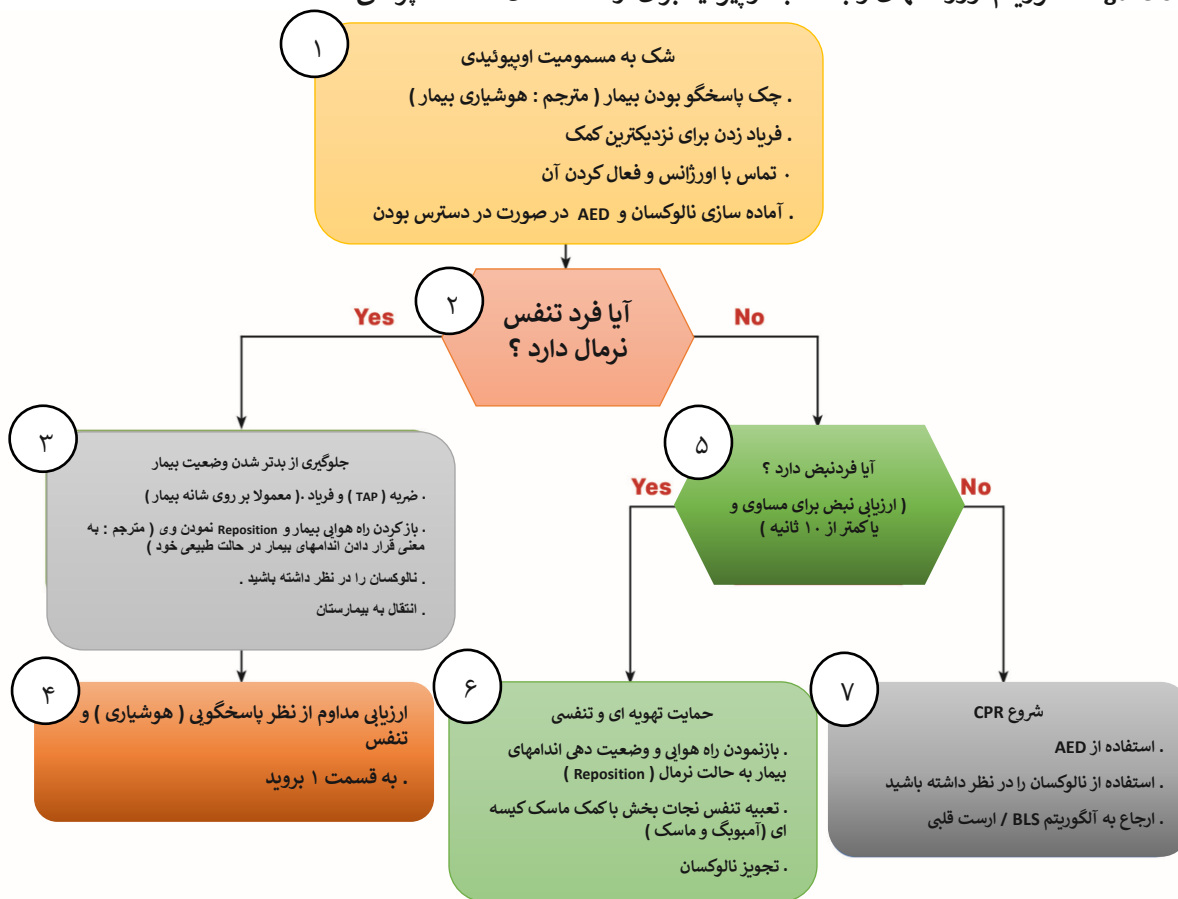 ۱
شک به مسمومیت اوپیوئیدی
. چک پاسخگو بودن بیمار ( مترجم : هوشیاری بیمار )
. فریاد زدن برای نزدیکترین کمک
. تماس با اورژانس و فعال کردن آن
. آماده سازی نالوکسان و AED در صورت در دسترس بودن
۲
آیا فرد تنفس
نرمال دارد ؟
Yes
No
۳
جلوگیری از بدتر شدن وضعیت بیمار
. ضربه ( TAP ) و فریاد .( معمولا بر روی شانه بیمار )
. باز کردن راه هوایی بیمار و Reposition نمودن وی ( مترجم : به
معنی قرار دادن اندامهای بیمار در حالت طبیعی خود )
. نالوکسان را در نظر داشته باشید .
. انتقال به بیمارستان
۴
ارزیابی مداوم از نظر پاسخگویی ( هوشیاری ) و
تنفس
. به قسمت ۱ بروید
۵
آیا فردنبض دارد ؟
( ارزیابی نبض برای مساوی و
یا کمتر از ۱۰ ثانیه )
Yes
No
۶
حمایت تهویه ای و تنفسی
. بازنمودن راه هوایی و وضعیت دهی اندامهای
بیمار به حالت نرمال ( Reposition )
. تعبیه تنفس نجات بخش با کمک ماسک کیسه
ای (آمبوبگ و ماسک )
. تجویز نالوکسان
۷
شروع CPR
. استفاده از AED
. استفاده از نالوکسان را در نظر داشته باشید
. ارجاع به آلگوریتم BLS / ارست قلبی